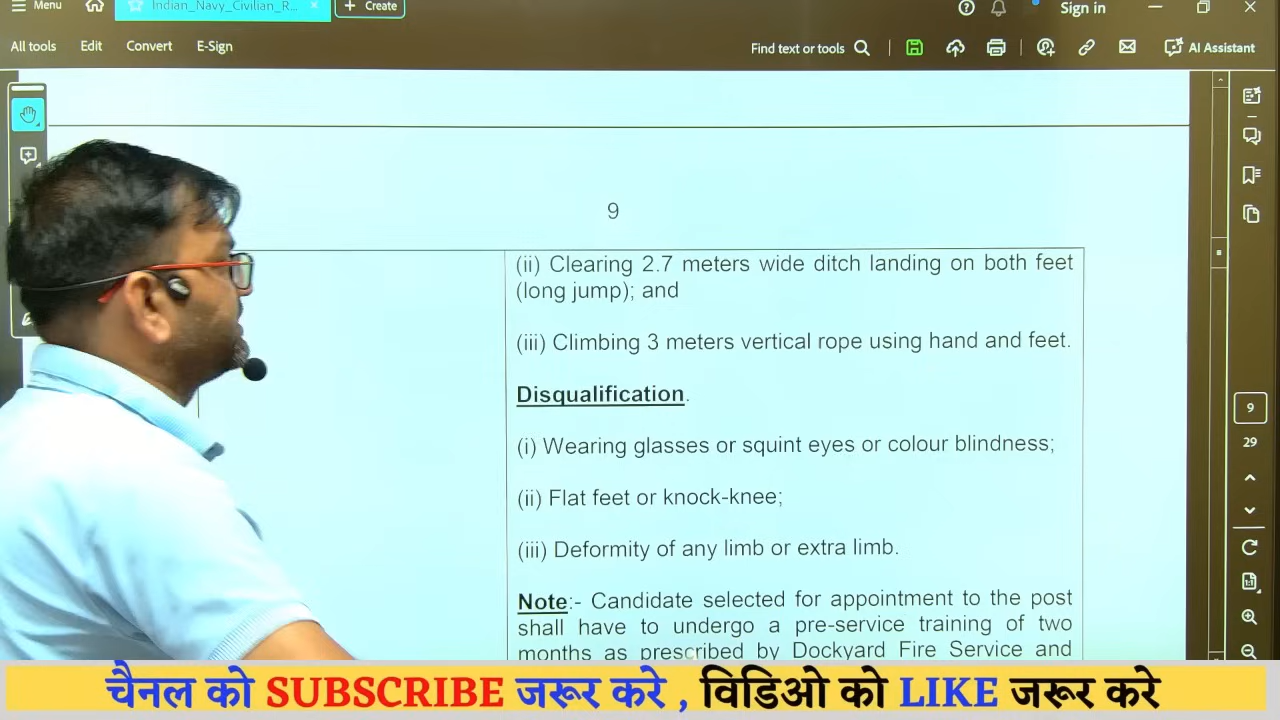 Menu
Indian_Navy_Civilian_R...
+ Create
Sign in
All tools
Edit
Convert
E-Sign
Find text or tools
AI Assistant
9
(ii) Clearing 2.7 meters wide ditch landing on both feet
(long jump); and
(iii) Climbing 3 meters vertical rope using hand and feet.
Disqualification.
(i) Wearing glasses or squint eyes or colour blindness;
(ii) Flat feet or knock-knee;
(iii) Deformity of any limb or extra limb.
Note:- Candidate selected for appointment to the post
shall have to undergo a pre-service training of two
months as prescribed by Dockyard Fire Service and
9
29
चैनल को SUBSCRIBE जरूर करे , विडिओ को LIKE जरूर करे